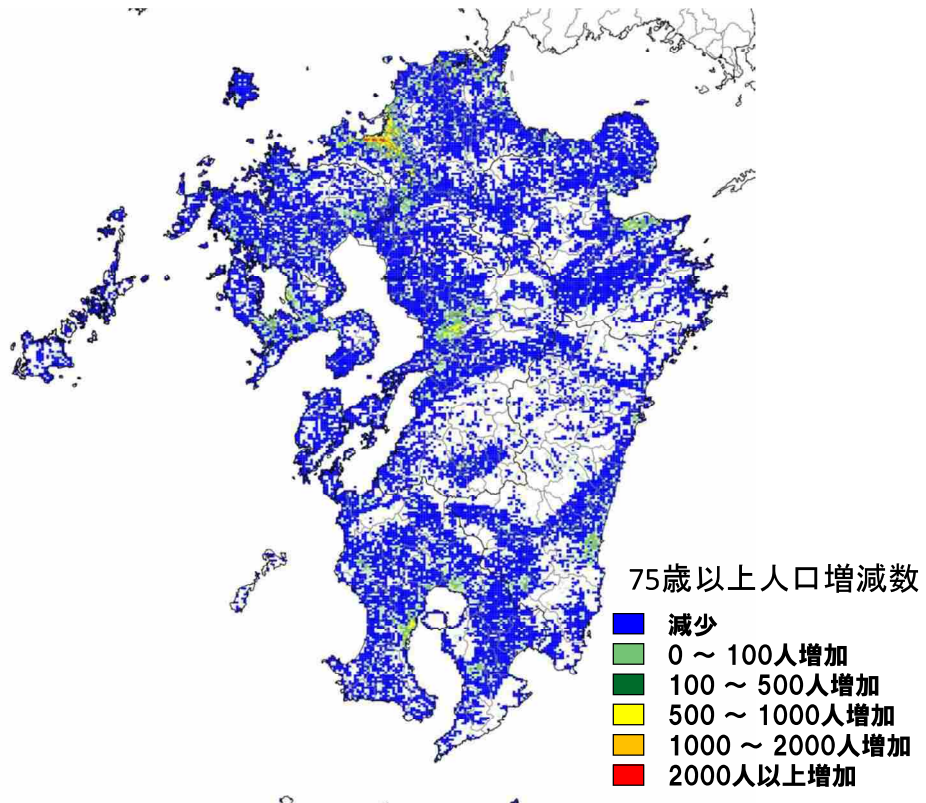 75歳以上人口増減数
減少
0 ～ 100人増加
100 ～ 500人増加
500 ～ 1000人増加
1000 ～ 2000人増加
2000人以上増加